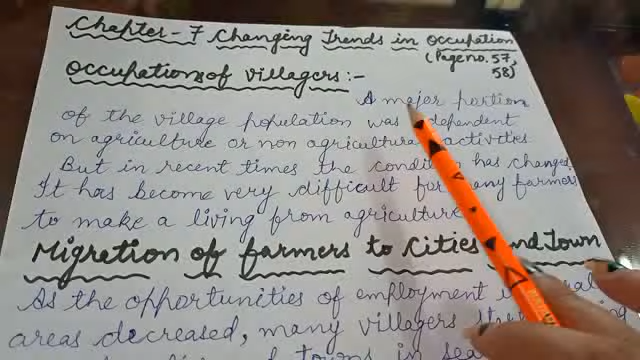 Chapter-7 Changing Trends in Occupation
(Page no. 57,
58)
Occupations of Villagers:-
A major portion
of the village population was dependent
on agriculture or non agricultural activities
But in recent times the condition has changed.
It has become very difficult for many farmers
to make a living from agriculture
Migration of farmers to Cities and Town
As the opportunities of employment in
areas decreased, many villagers
of towns in